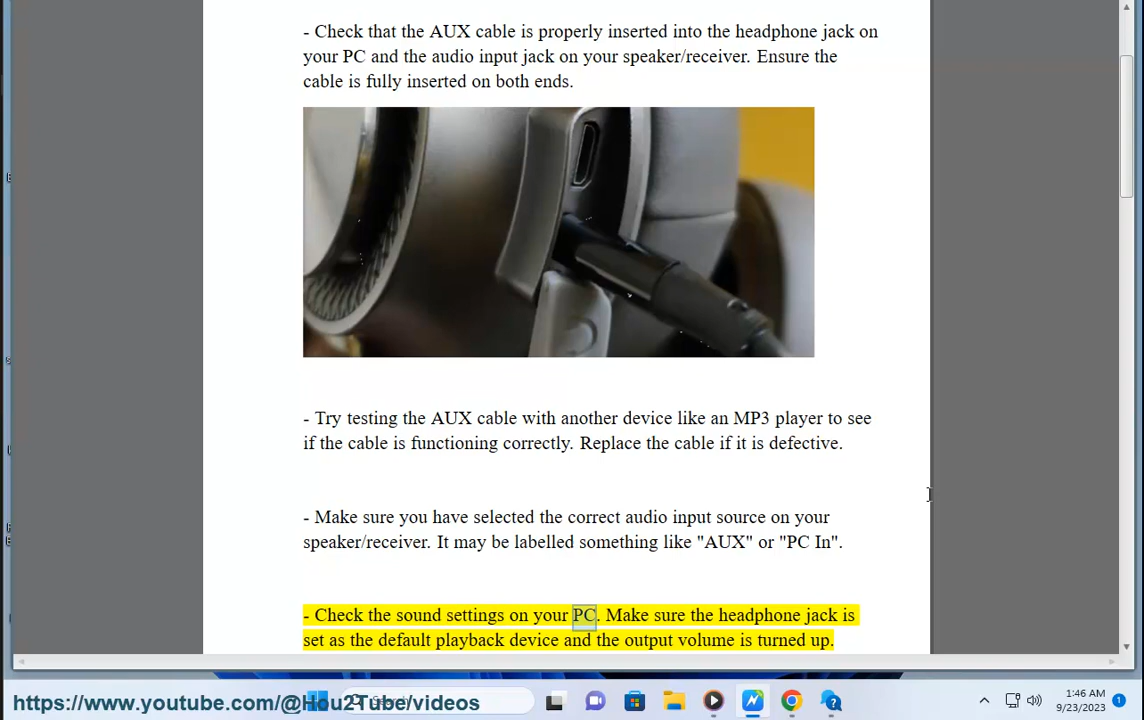 - Check that the AUX cable is properly inserted into the headphone jack on
your PC and the audio input jack on your speaker/receiver. Ensure the
cable is fully inserted on both ends.
- Try testing the AUX cable with another device like an MP3 player to see
if the cable is functioning correctly. Replace the cable if it is defective.
- Make sure you have selected the correct audio input source on your
speaker/receiver. It may be labelled something like "AUX" or "PC In".
- Check the sound settings on your PC. Make sure the headphone jack is
set as the default playback device and the output volume is turned up.
https://www.youtube.com/@Hou2Tube/videos
1:46 AM
9/23/2023
1